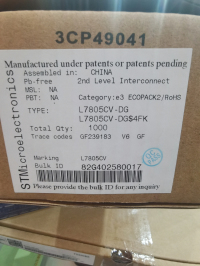 3CP49041
Manufactured under patents or patents pending
Assembled in: CHINA
Pb-free 2nd Level Interconnect
MSL: NA
PBT: NA Category:e3 ECOPACK2/RoHS
TYPE: L7805CV-DG
L7805CV-DG$4FK
Total Qty: 1000
Trace codes GF239183 V6 GF
Marking L7805CV
Bulk ID 82G402580017
Please provide the bulk ID for any inquiry
STMicroelectronics